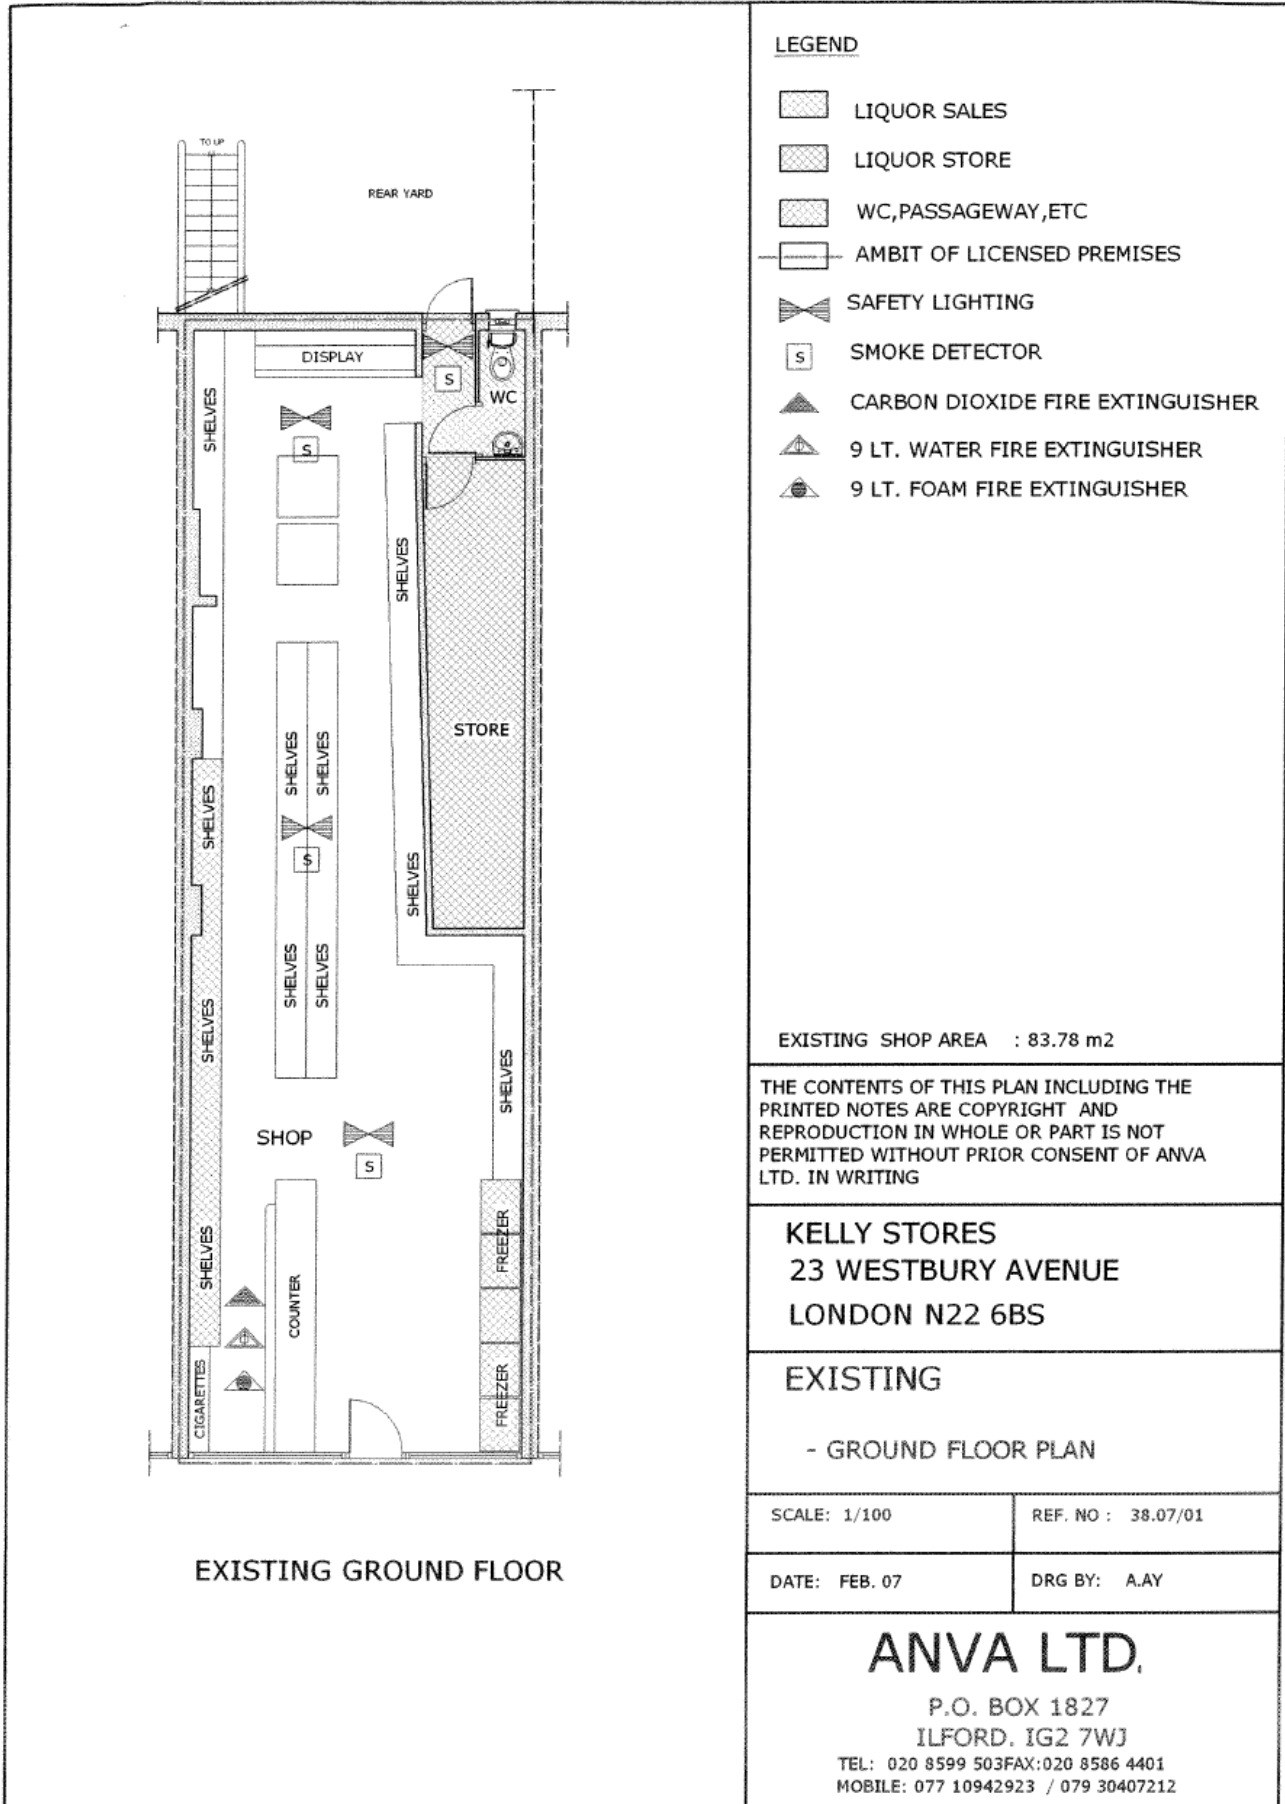 TO UP
REAR YARD
DISPLAY
SHELVES
S
WC
S
SHELVES
STORE
SHELVES
SHELVES
SHELVES
S
SHELVES
SHELVES
SHELVES
SHELVES
SHELVES
SHOP
S
SHELVES
FREEZER
COUNTER
CIGARETTES
FREEZER
EXISTING GROUND FLOOR
LEGEND
LIQUOR SALES
LIQUOR STORE
WC,PASSAGEWAY,ETC
AMBIT OF LICENSED PREMISES
SAFETY LIGHTING
S SMOKE DETECTOR
CARBON DIOXIDE FIRE EXTINGUISHER
9 LT. WATER FIRE EXTINGUISHER
9 LT. FOAM FIRE EXTINGUISHER
EXISTING SHOP AREA : 83.78 m2
THE CONTENTS OF THIS PLAN INCLUDING THE
PRINTED NOTES ARE COPYRIGHT AND
REPRODUCTION IN WHOLE OR PART IS NOT
PERMITTED WITHOUT PRIOR CONSENT OF ANVA
LTD. IN WRITING
KELLY STORES
23 WESTBURY AVENUE
LONDON N22 6BS
EXISTING
- GROUND FLOOR PLAN
SCALE: 1/100
REF. NO : 38.07/01
DATE: FEB. 07
DRG BY: A.AY
ANVA LTD.
P.O. BOX 1827
ILFORD. IG2 7WJ
TEL: 020 8599 503FAX:020 8586 4401
MOBILE: 077 10942923 / 079 30407212